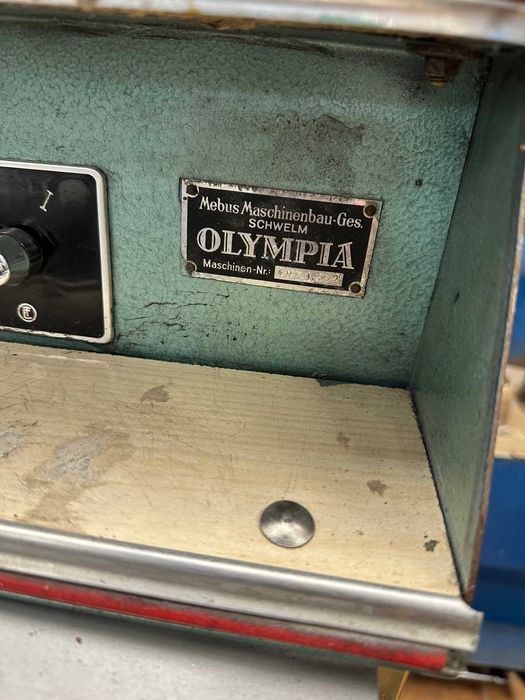 Mebus Maschinenbau-Ges.
SCHWELM
OLYMPIA
Maschinen-Nr.:
I